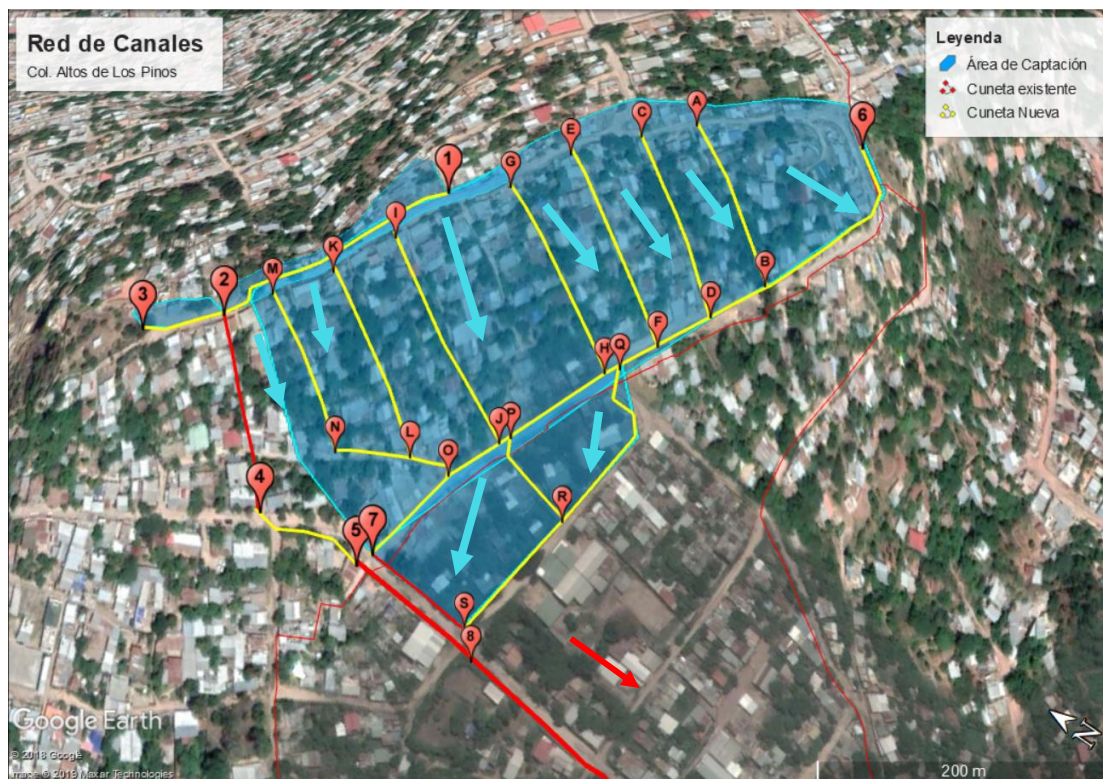 Red de Canales
Col. Altos de Los Pinos
Leyenda
Área de Captación
Cuneta existente
Cuneta Nueva
A
C
6
E
1
G
I
K
M
2
3
B
D
F
H
Q
J
P
N
L
O
4
R
5
7
S
8
Google Earth
© 2018 Google
Image © 2019 Maxar Technologies
N
200 m